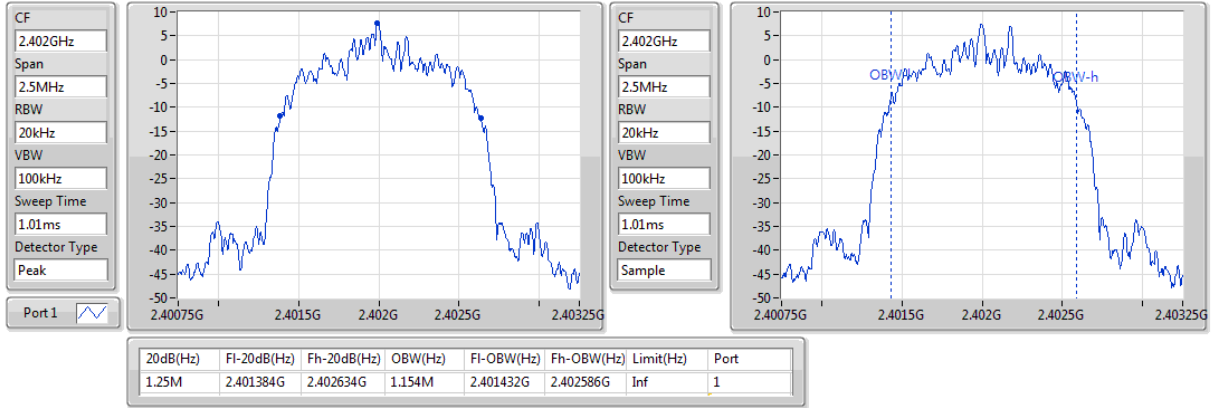 CF
2.402GHz
Span
2.5MHz
RBW
20kHz
VBW
100kHz
Sweep Time
1.01ms
Detector Type
Peak
Port 1
10
5
0
-5
-10
-15
-20
-25
-30
-35
-40
-45
-50
2.40075G 2.4015G 2.402G 2.4025G 2.40325G
CF
2.402GHz
Span
2.5MHz
RBW
20kHz
VBW
100kHz
Sweep Time
1.01ms
Detector Type
Sample
10
5
0
-5
-10
-15
-20
-25
-30
-35
-40
-45
-50
OBW-h
2.40075G 2.4015G 2.402G 2.4025G 2.40325G
20dB(Hz) Fl-20dB(Hz) Fh-20dB(Hz) OBW(Hz) Fl-OBW(Hz) Fh-OBW(Hz) Limit(Hz) Port
1.25M 2.401384G 2.402634G 1.154M 2.401432G 2.402586G Inf 1